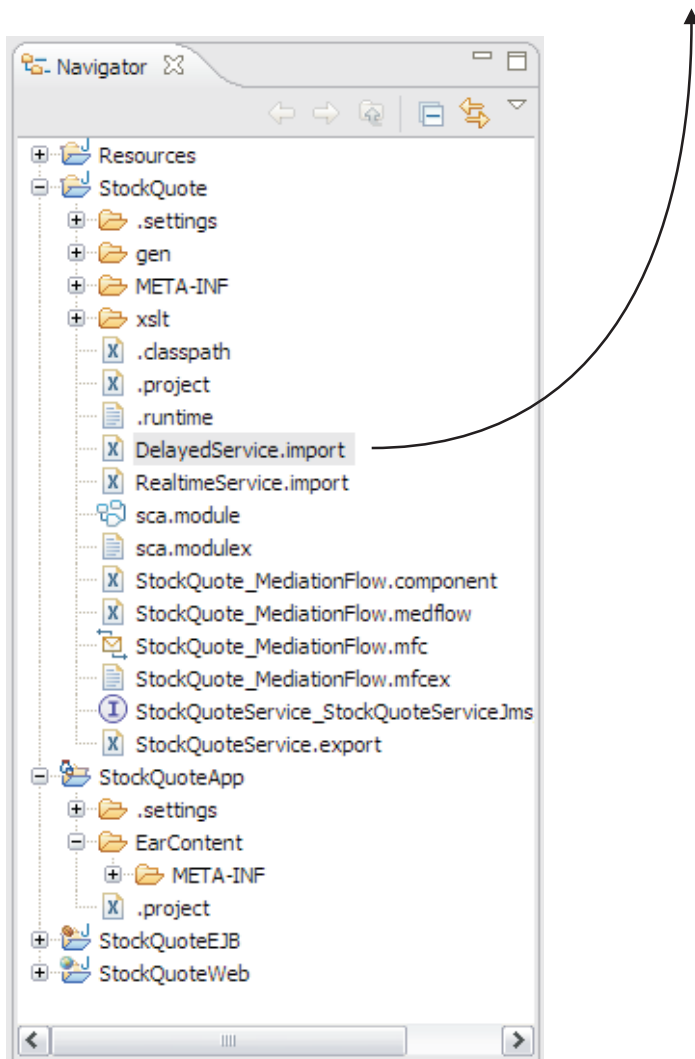 Navigator
Resources
StockQuote
.settings
gen
META-INF
xslt
.classpath
.project
.runtime
DelayedService.import
RealtimeService.import
sca.module
sca.modulex
StockQuote_MediationFlow.component
StockQuote_MediationFlow.medflow
StockQuote_MediationFlow.mfc
StockQuote_MediationFlow.mfcex
StockQuoteService_StockQuoteServiceJms
StockQuoteService.export
StockQuoteApp
.settings
EarContent
META-INF
.project
StockQuoteEJB
StockQuoteWeb